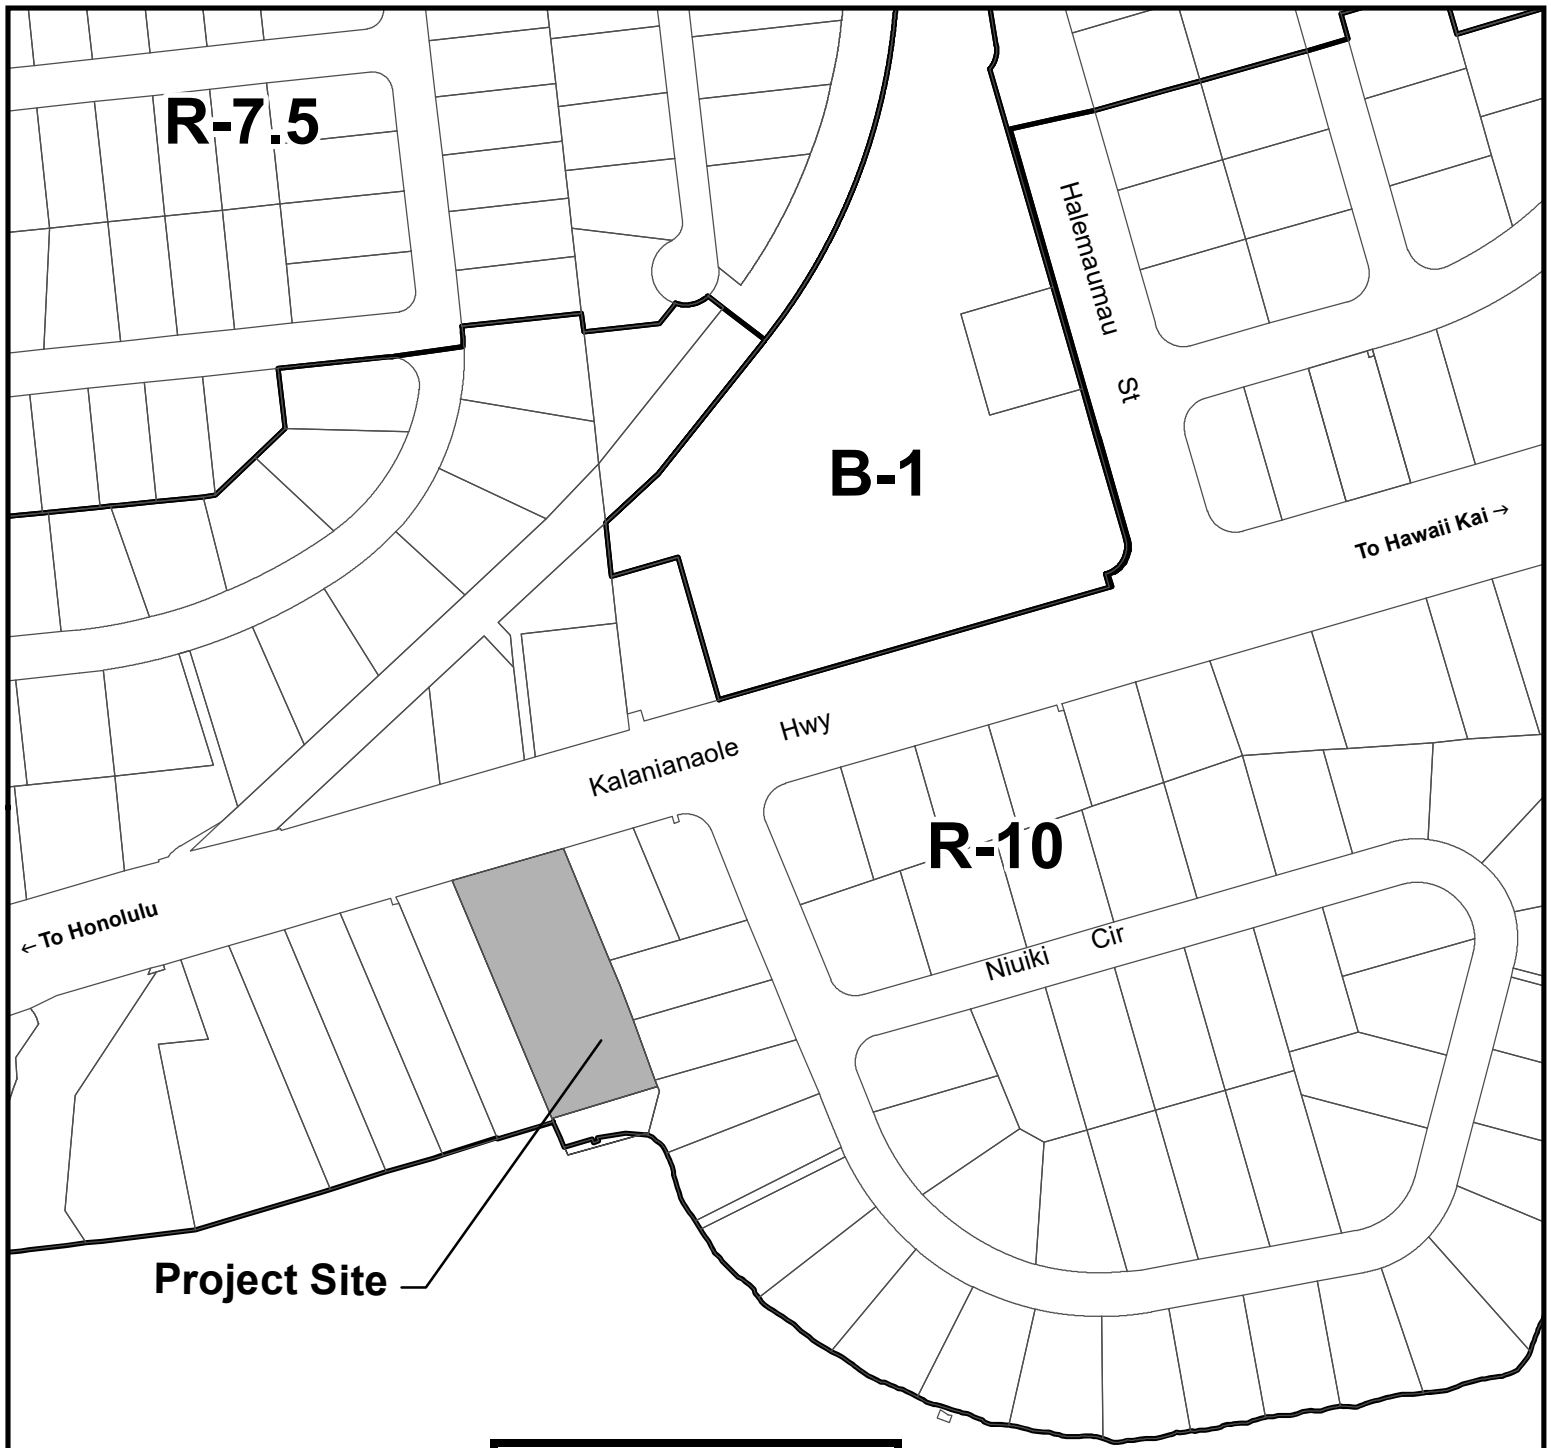 R-7.5
Halemaumau St
B-1
To Hawaii Kai →
Kalanianaole Hwy
R-10
← To Honolulu
Niuiki Cir
Project Site